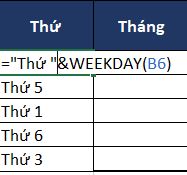 Thứ Tháng
="Thứ "&WEEKDAY(B6)
Thứ 5
Thứ 1
Thứ 6
Thứ 3